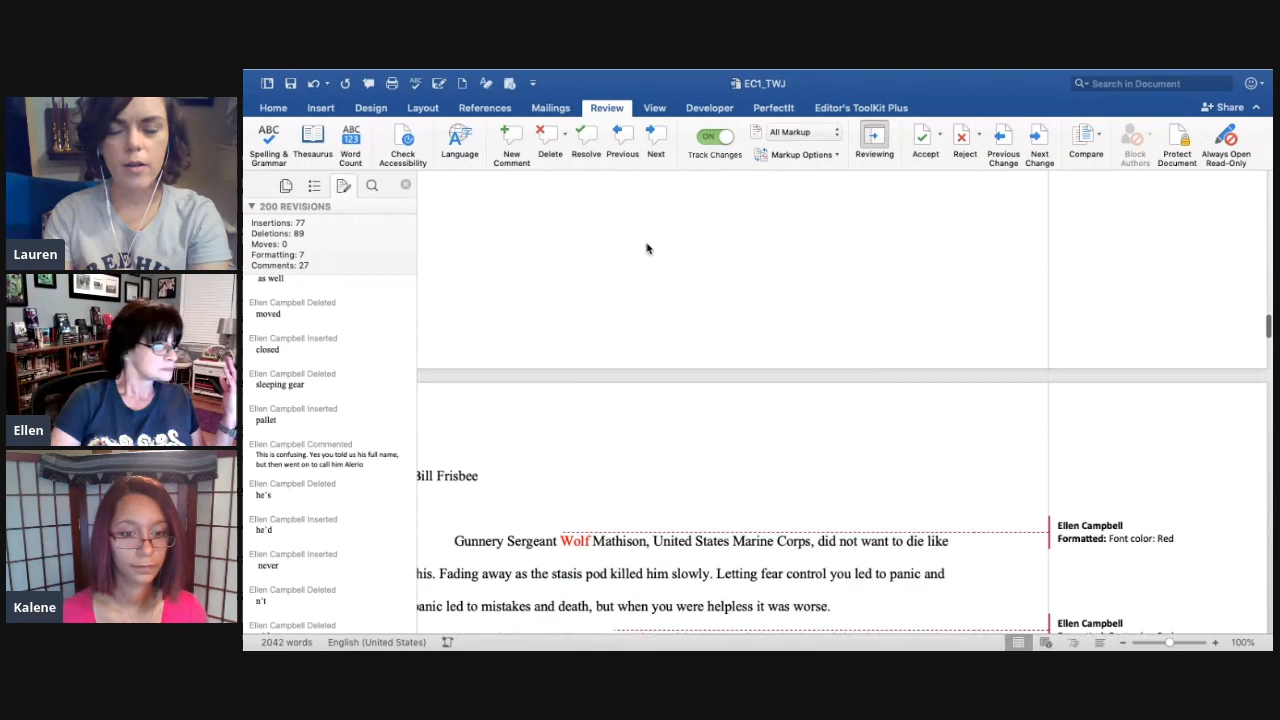 EC1_TWJ
Search in Document
Home Insert Design Layout References Mailings Review View Developer PerfectIt Editor's ToolKit Plus
Share
ABC
ABC
123
ON
All Markup
Spelling & Grammar
Thesaurus
Word Count
Check Accessibility
Language
New Comment
Delete
Resolve
Previous
Next
Track Changes
Markup Options
Reviewing
Accept
Reject
Previous Change
Next Change
Compare
Block Authors
Protect Document
Always Open Read-Only
200 REVISIONS
Insertions: 77
Deletions: 89
Moves: 0
Formatting: 7
Comments: 27
as well
Ellen Campbell Deleted
moved
Ellen Campbell Inserted
closed
Ellen Campbell Deleted
sleeping gear
Ellen Campbell Inserted
pallet
Ellen Campbell Commented
This is confusing. Yes you told us his full name,
but then went on to call him Alerio
Ellen Campbell Deleted
he's
Ellen Campbell Inserted
he'd
Ellen Campbell Inserted
never
Ellen Campbell Deleted
n't
Ellen Campbell Deleted
Bill Frisbee
Gunnery Sergeant Wolf Mathison, United States Marine Corps, did not want to die like
his. Fading away as the stasis pod killed him slowly. Letting fear control you led to panic and
panic led to mistakes and death, but when you were helpless it was worse.
Ellen Campbell
Formatted: Font color: Red
Ellen Campbell
2042 words
English (United States)
100%
Lauren
Ellen
Kalene